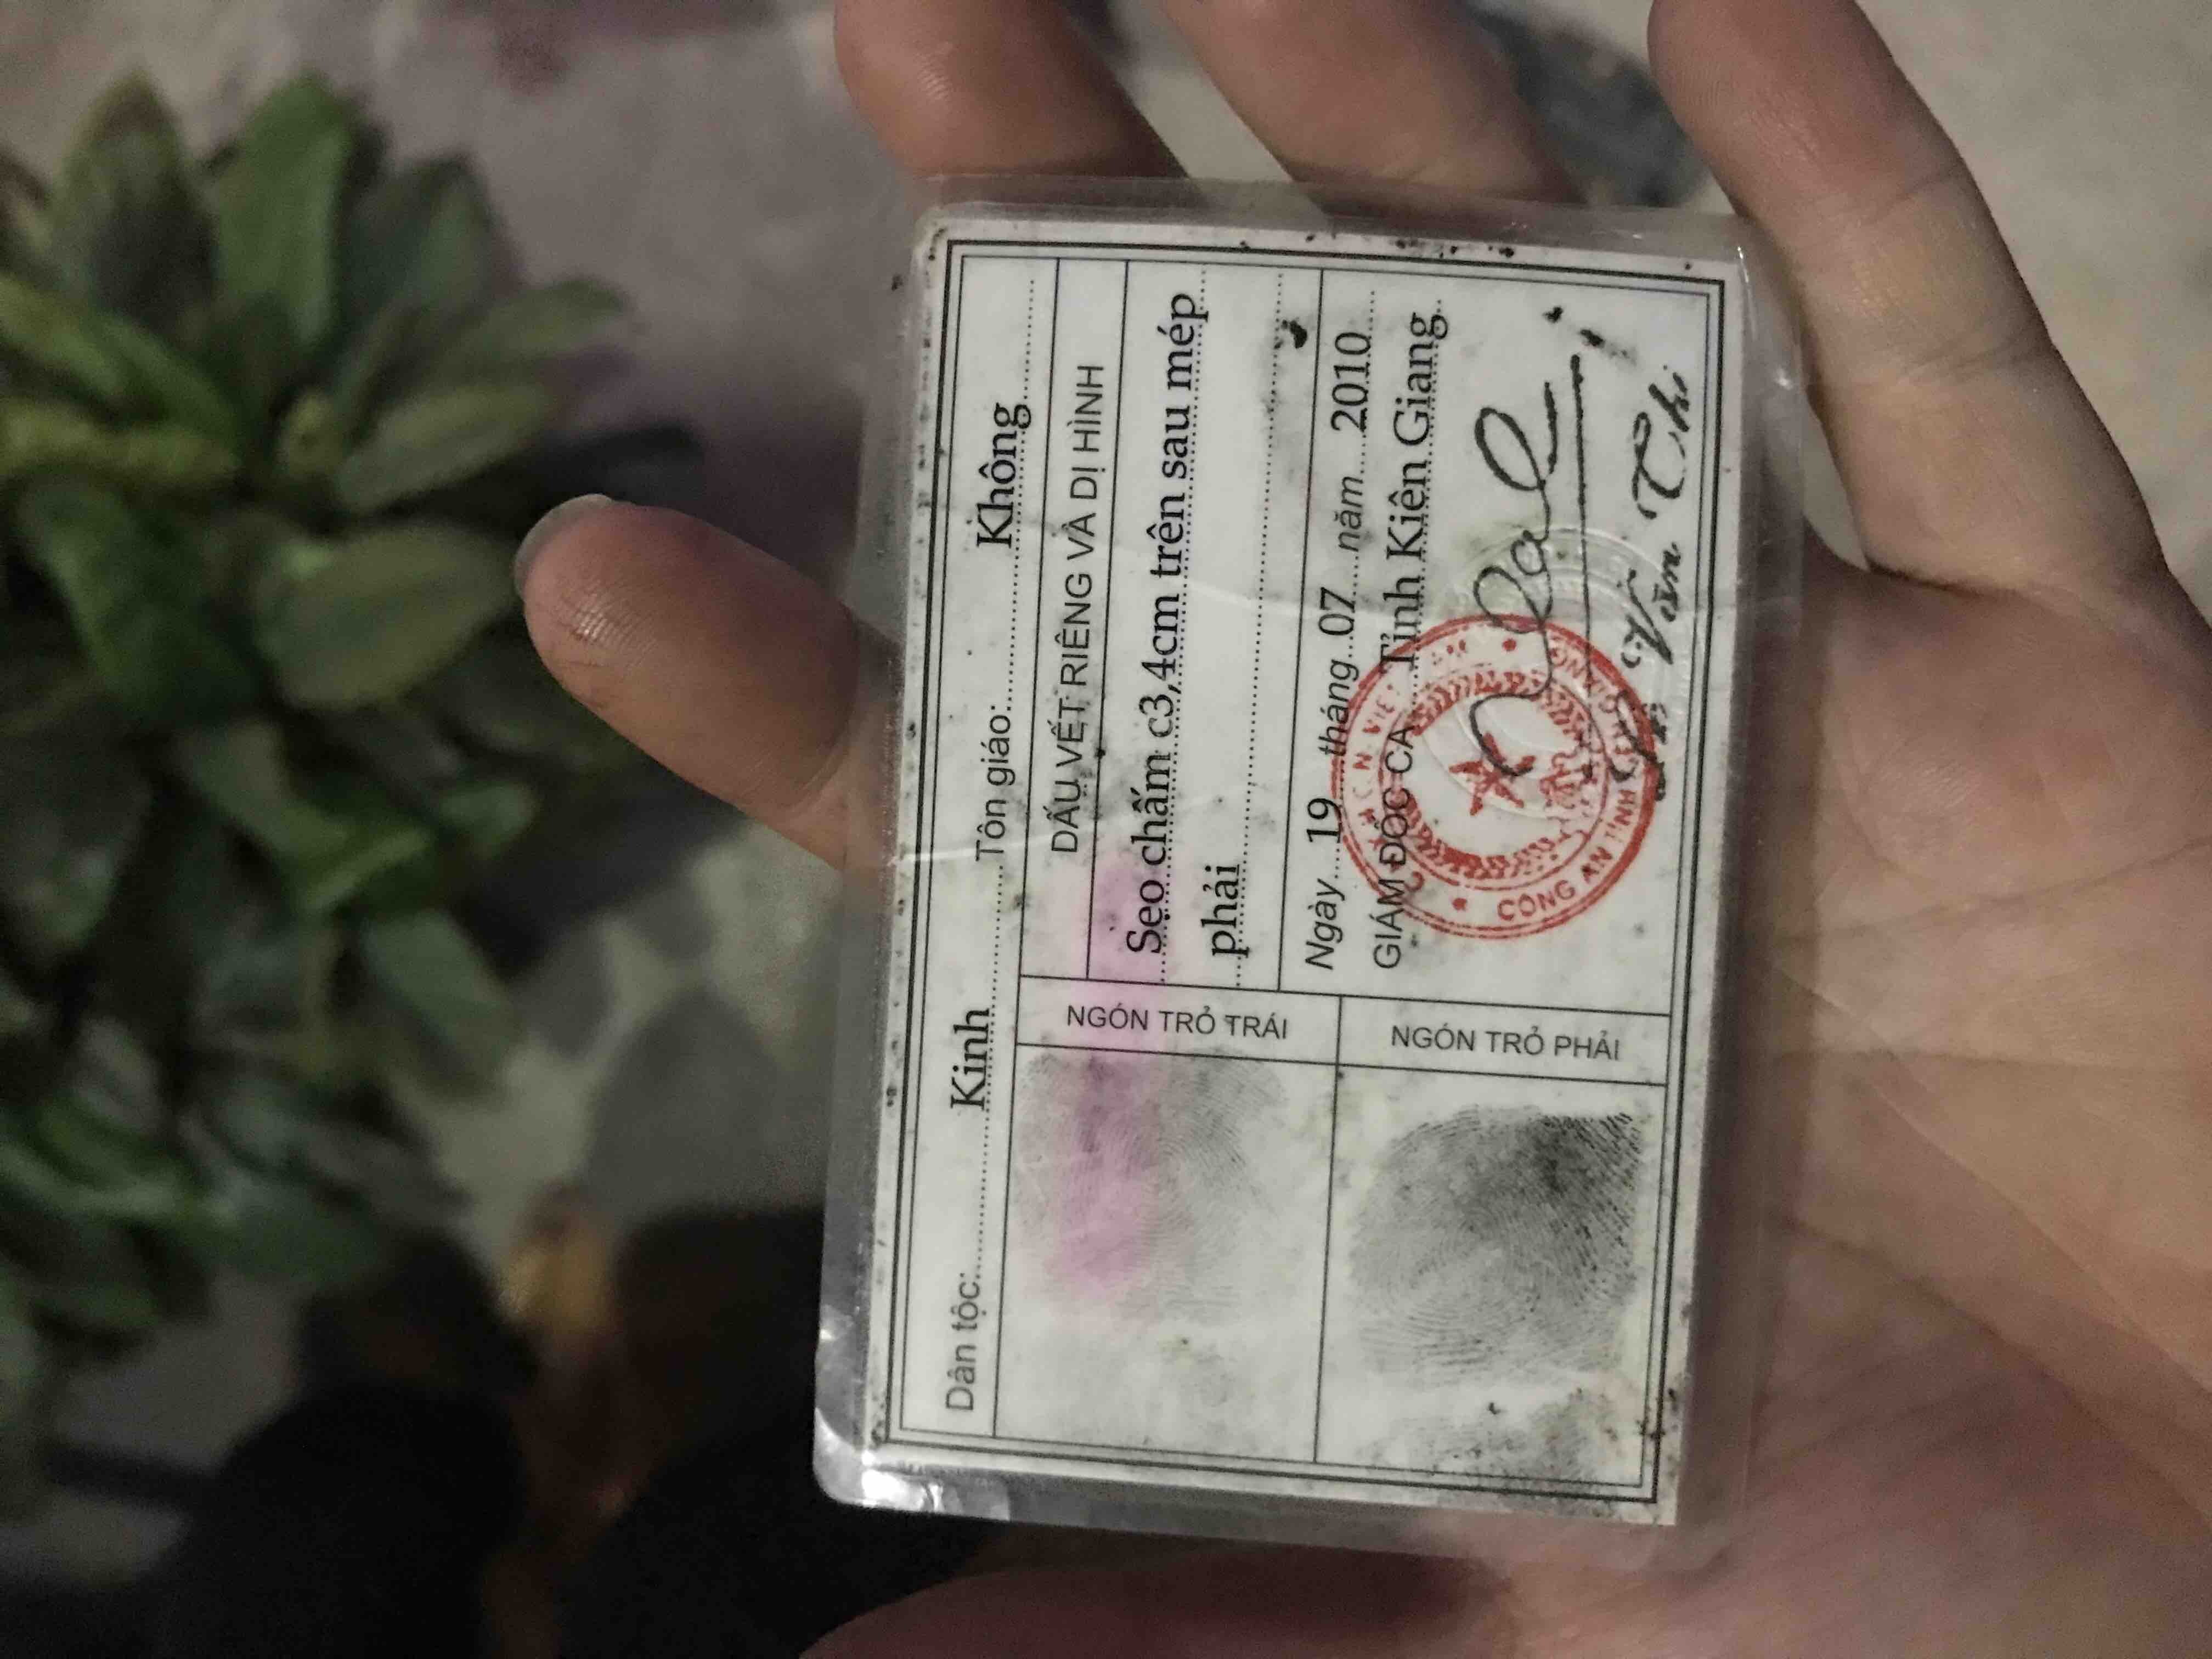 Dân tộc: Kinh Tôn giáo: Không
NGÓN TRỎ TRÁI
DẤU VẾT RIÊNG VÀ DỊ HÌNH
Sẹo chấm c3,4cm trên sau mép
phải
NGÓN TRỎ PHẢI
Ngày 19 tháng 07 năm 2010
GIÁM ĐỐC CA Tỉnh Kiên Giang
CÔNG AN TỈNH
Văn Thi